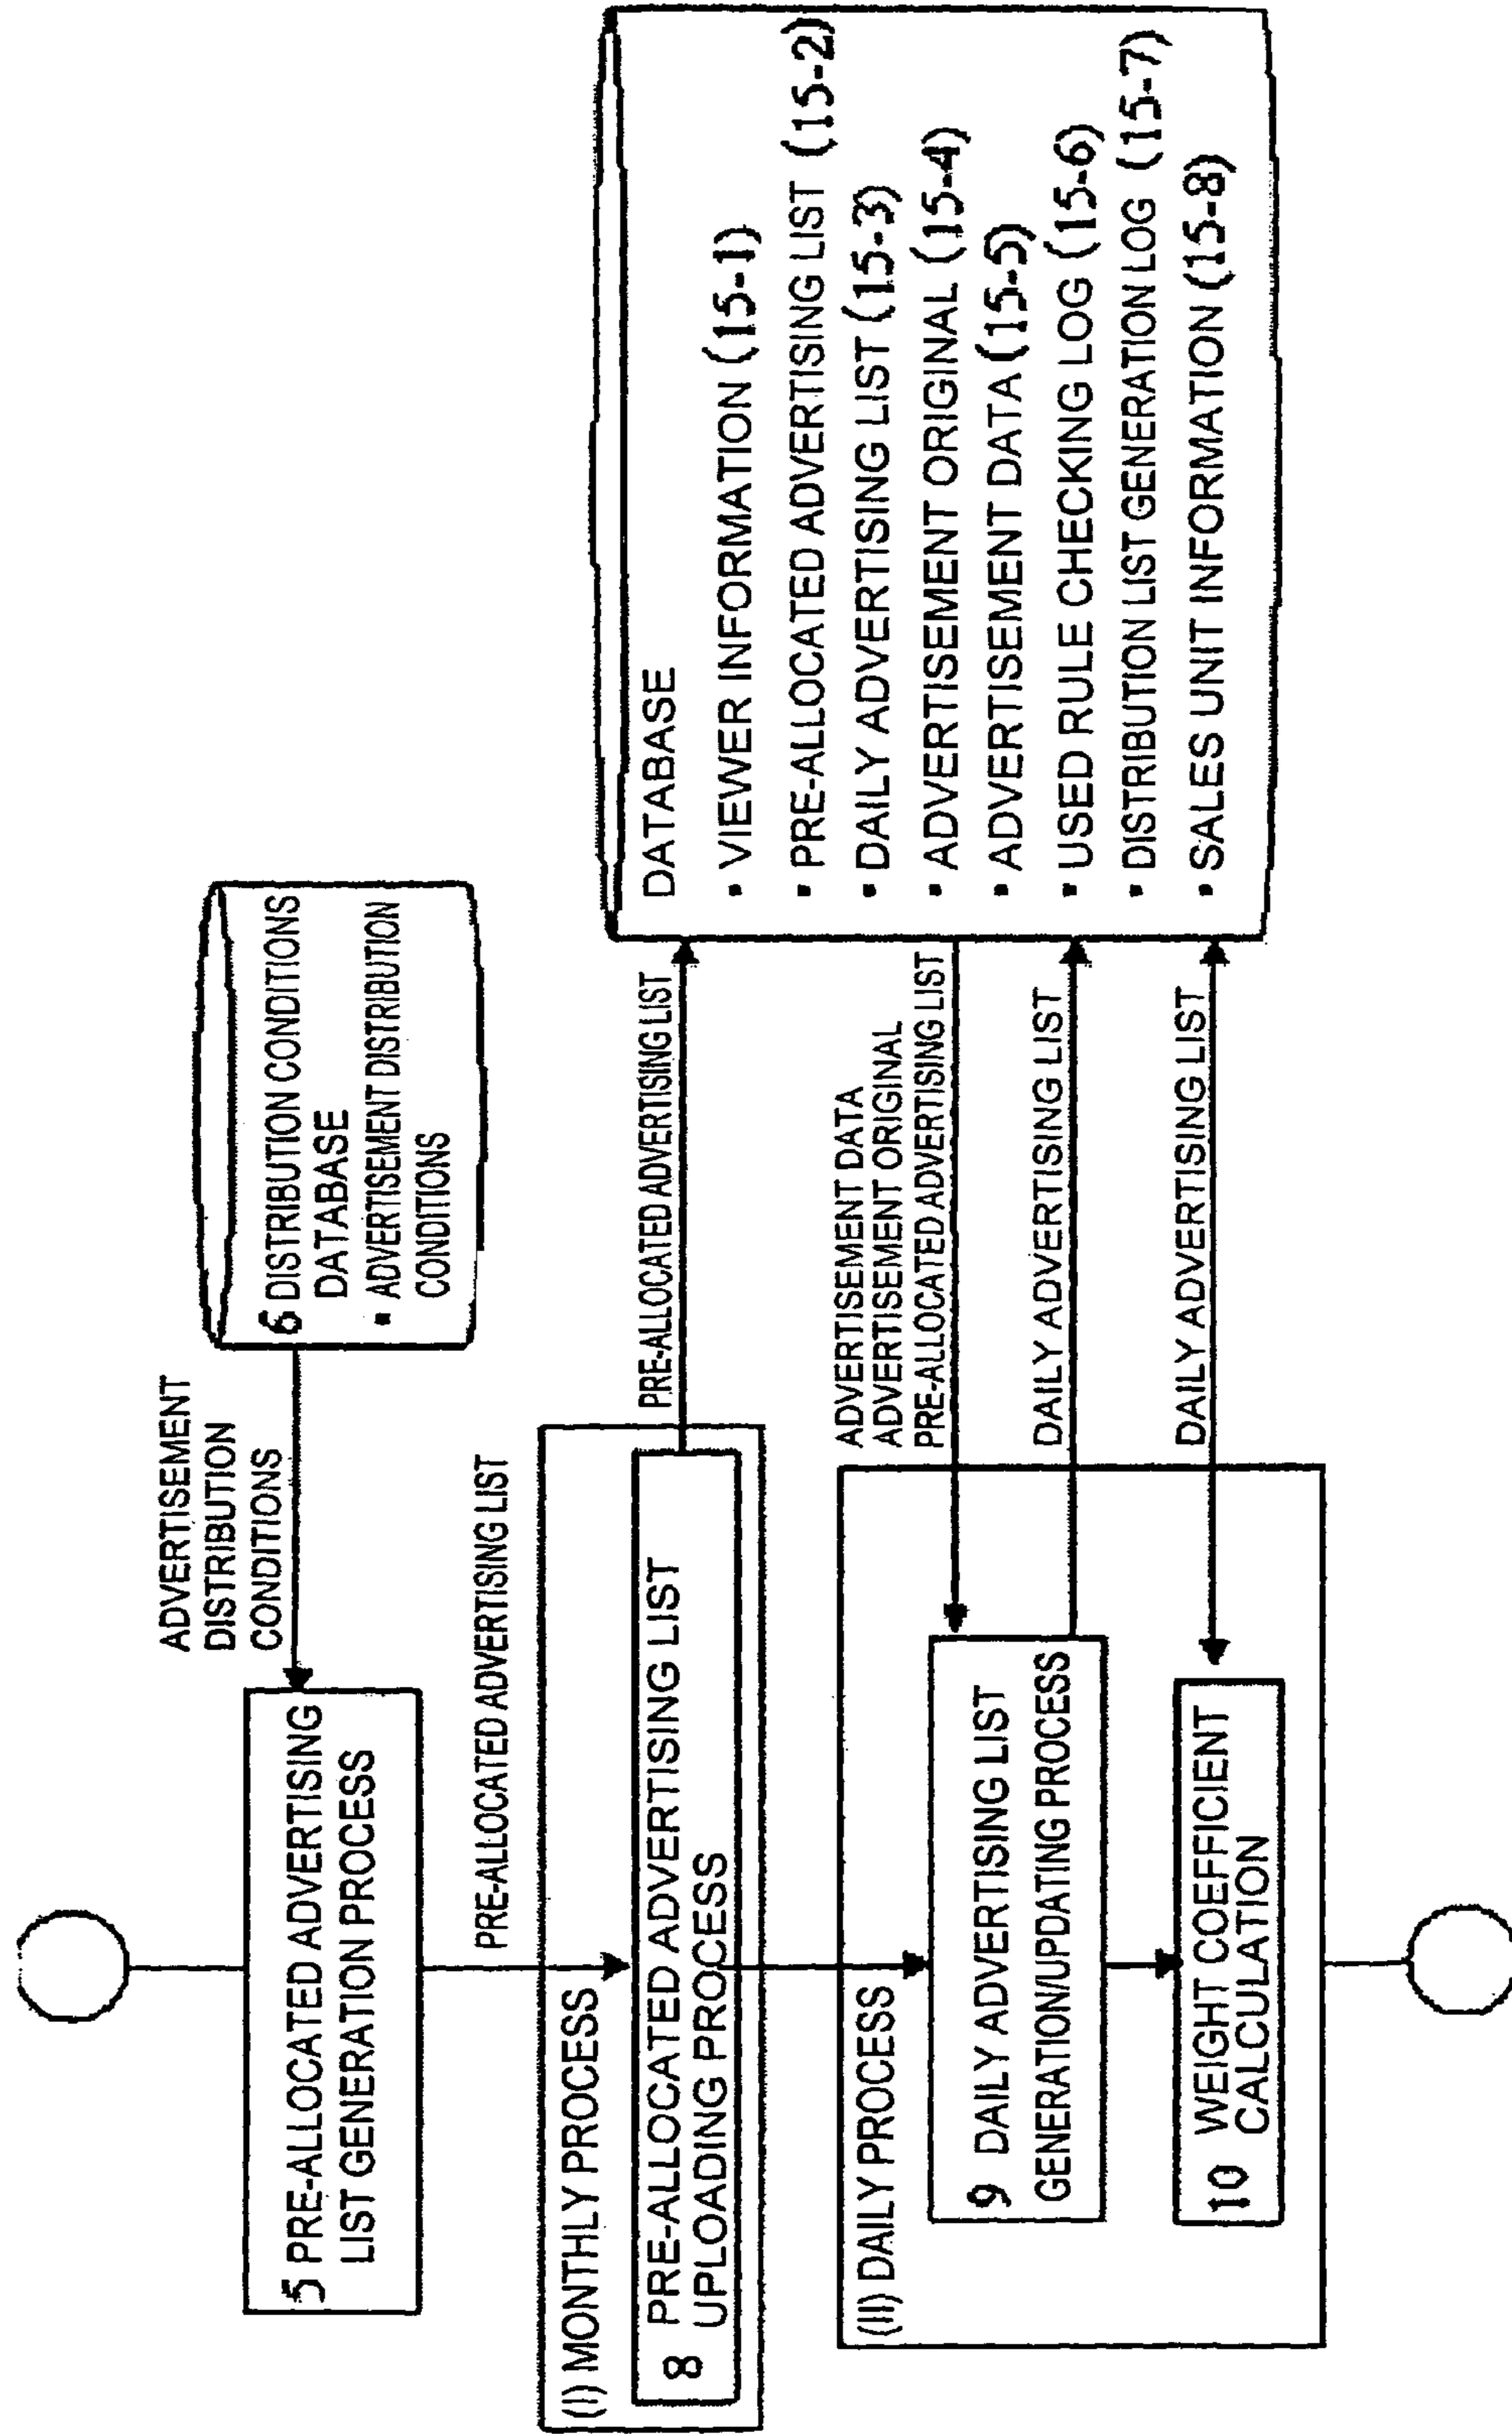 ADVERTISEMENT
DISTRIBUTION
CONDITIONS
6 DISTRIBUTION CONDITIONS
DATABASE
▪ ADVERTISEMENT DISTRIBUTION
CONDITIONS
5 PRE-ALLOCATED ADVERTISING
LIST GENERATION PROCESS
PRE-ALLOCATED ADVERTISING LIST
(I) MONTHLY PROCESS
8 PRE-ALLOCATED ADVERTISING LIST
UPLOADING PROCESS
PRE-ALLOCATED ADVERTISING LIST
DATABASE
▪ VIEWER INFORMATION (15-1)
▪ PRE-ALLOCATED ADVERTISING LIST (15-2)
▪ DAILY ADVERTISING LIST (15-3)
▪ ADVERTISEMENT ORIGINAL (15-4)
▪ ADVERTISEMENT DATA (15-5)
▪ USED RULE CHECKING LOG (15-6)
▪ DISTRIBUTION LIST GENERATION LOG (15-7)
▪ SALES UNIT INFORMATION (15-8)
(II) DAILY PROCESS
ADVERTISEMENT DATA
ADVERTISEMENT ORIGINAL
PRE-ALLOCATED ADVERTISING LIST
9 DAILY ADVERTISING LIST
GENERATION/UPDATING PROCESS
DAILY ADVERTISING LIST
10 WEIGHT COEFFICIENT
CALCULATION
DAILY ADVERTISING LIST